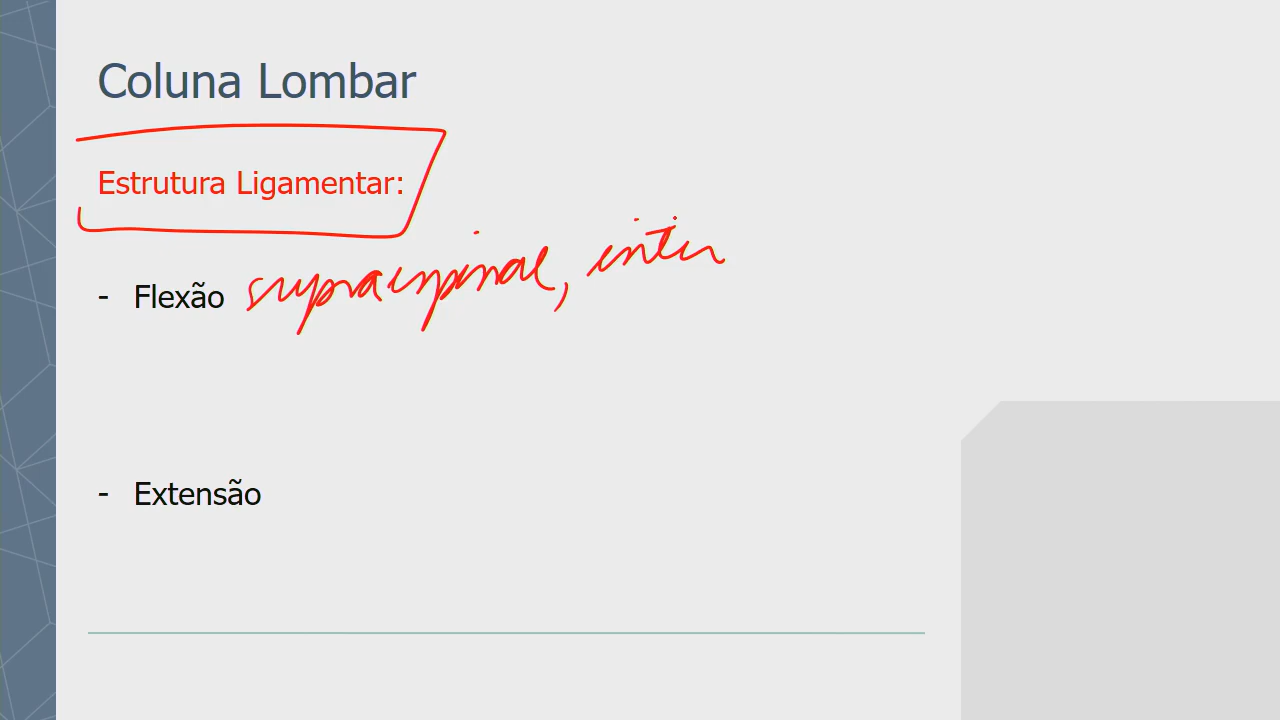 Coluna Lombar
Estrutura Ligamentar:
- Flexão supraespinal, inter
- Extensão